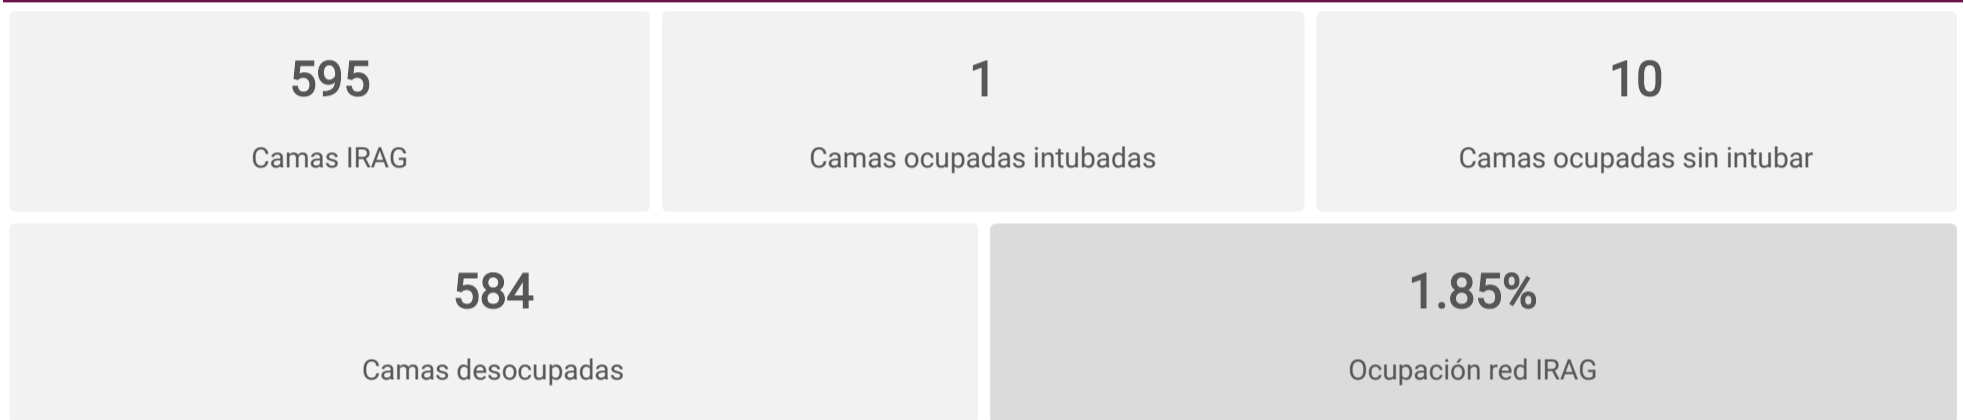 595
Camas IRAG
1
Camas ocupadas intubadas
10
Camas ocupadas sin intubar
584
Camas desocupadas
1.85%
Ocupación red IRAG